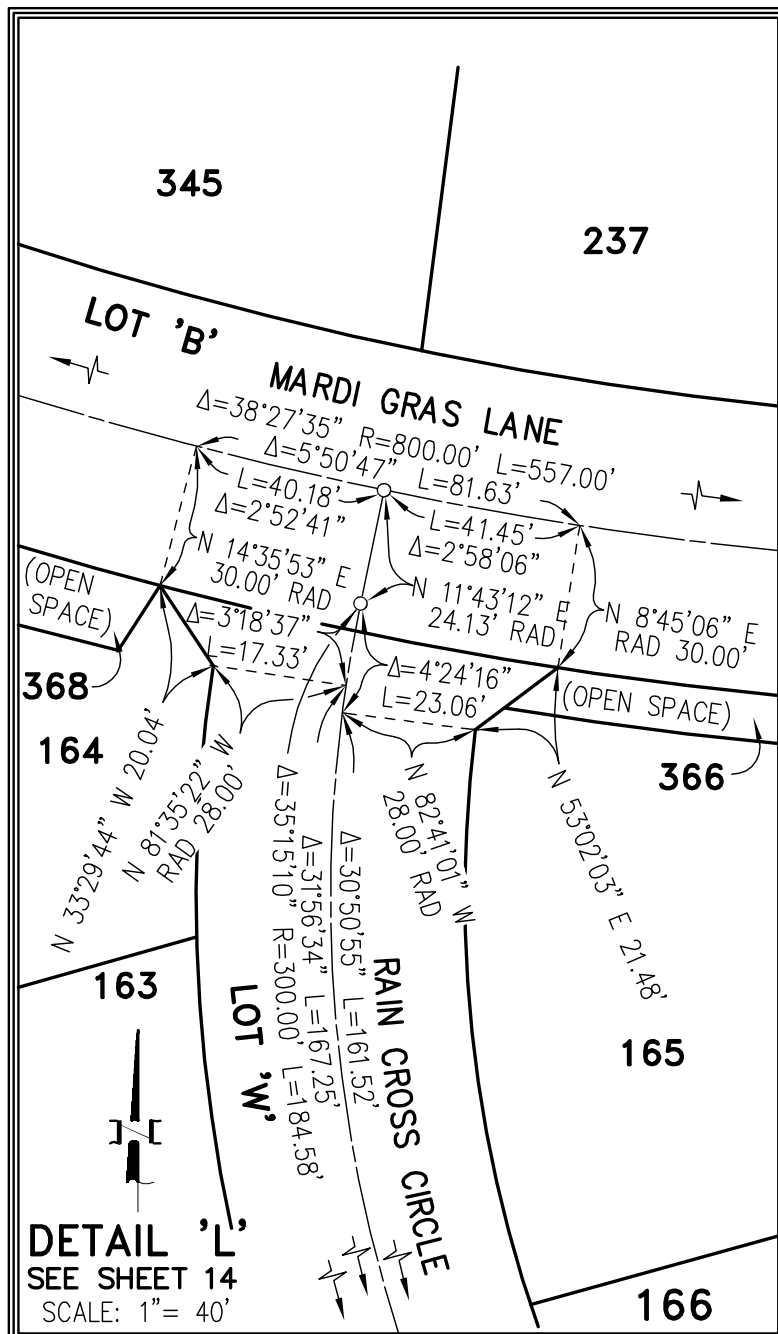 345
237
LOT 'B'
MARDI GRAS LANE
Δ=38°27'35" R=800.00' L=557.00'
Δ=5°50'47" L=81.63'
L=40.18'
Δ=2°52'41"
L=41.45'
Δ=2°58'06"
N 14°35'53" E
30.00' RAD
N 11°43'12" E
24.13' RAD
N 8°45'06" E
RAD 30.00'
(OPEN
SPACE)
Δ=3°18'37"
L=17.33'
Δ=4°24'16"
L=23.06'
368
(OPEN SPACE)
164
366
N 33°29'44" W 20.04'
N 81°35'22" W
RAD 28.00'
N 82°41'01" W
28.00' RAD
N 53°02'03" E 21.48'
Δ=30°50'55" L=161.52'
Δ=31°56'34" L=167.25'
Δ=35°15'10" R=300.00' L=184.58'
163
LOT 'W'
RAIN CROSS CIRCLE
165
DETAIL 'L'
SEE SHEET 14
SCALE: 1"= 40'
166